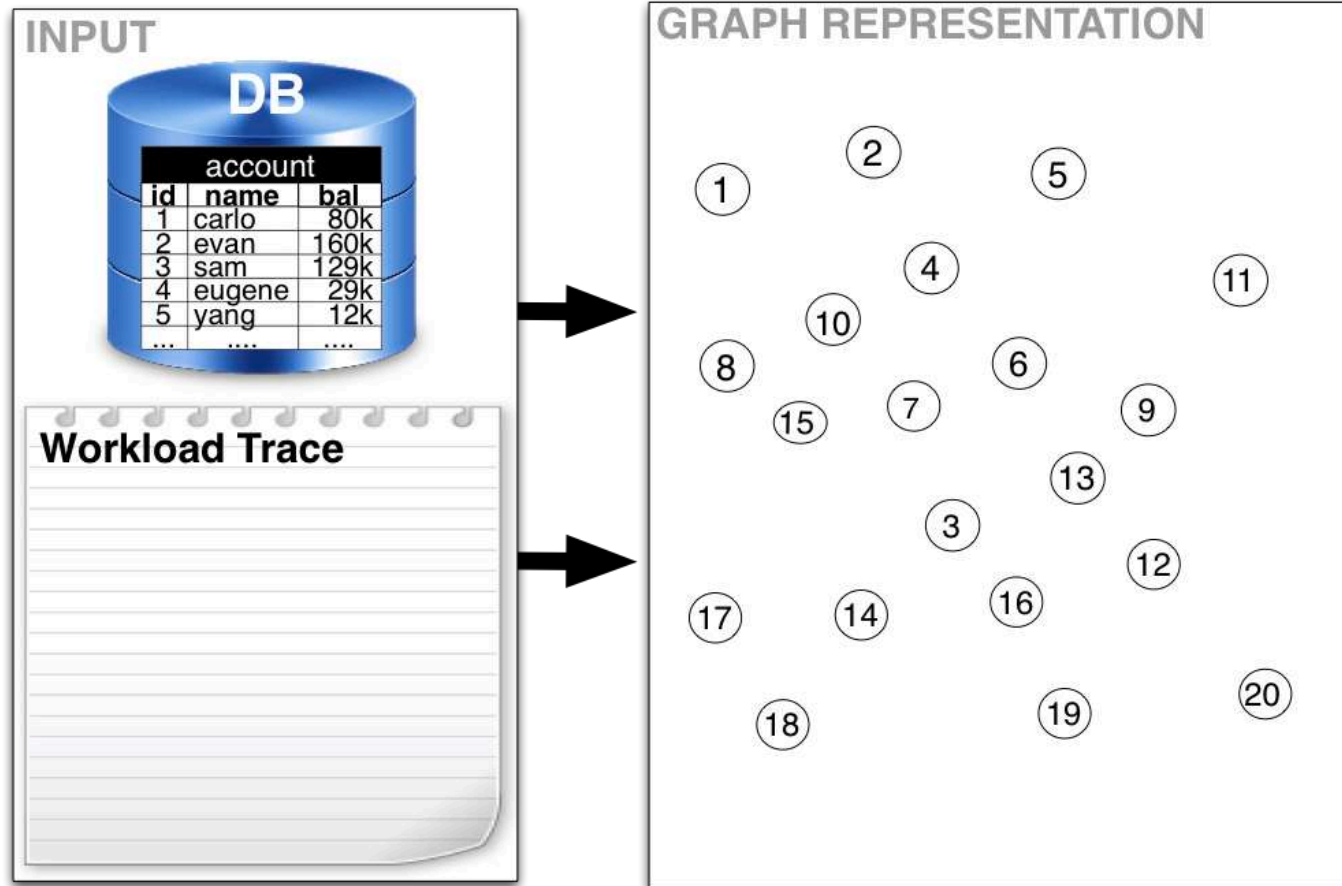 INPUT
DB
account
id name bal
1 carlo 80k
2 evan 160k
3 sam 129k
4 eugene 29k
5 yang 12k
... .... ....
Workload Trace
GRAPH REPRESENTATION
2
5
1
4
11
10
8
6
7
9
15
13
3
12
16
14
17
20
19
18